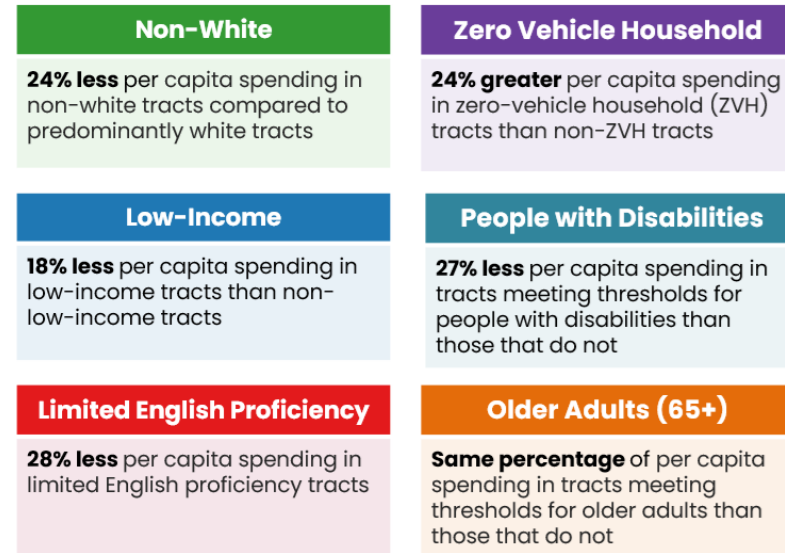 Non-White
24% less per capita spending in
non-white tracts compared to
predominantly white tracts
Zero Vehicle Household
24% greater per capita spending
in zero-vehicle household (ZVH)
tracts than non-ZVH tracts
Low-Income
18% less per capita spending in
low-income tracts than non-
low-income tracts
People with Disabilities
27% less per capita spending in
tracts meeting thresholds for
people with disabilities than
those that do not
Limited English Proficiency
28% less per capita spending in
limited English proficiency tracts
Older Adults (65+)
Same percentage of per capita
spending in tracts meeting
thresholds for older adults than
those that do not